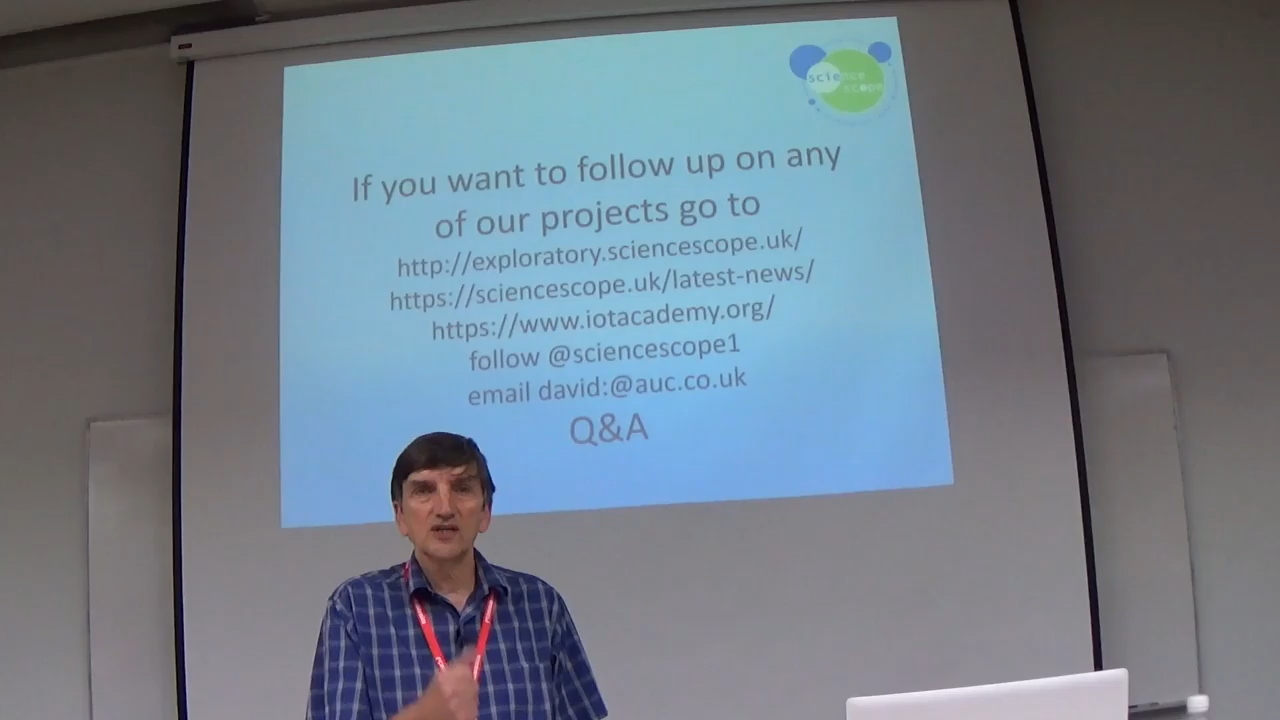 science
scope
If you want to follow up on any
of our projects go to
http://exploratory.sciencescope.uk/
https://sciencescope.uk/latest-news/
https://www.iotacademy.org/
follow @sciencescope1
email david:@auc.co.uk
Q&A